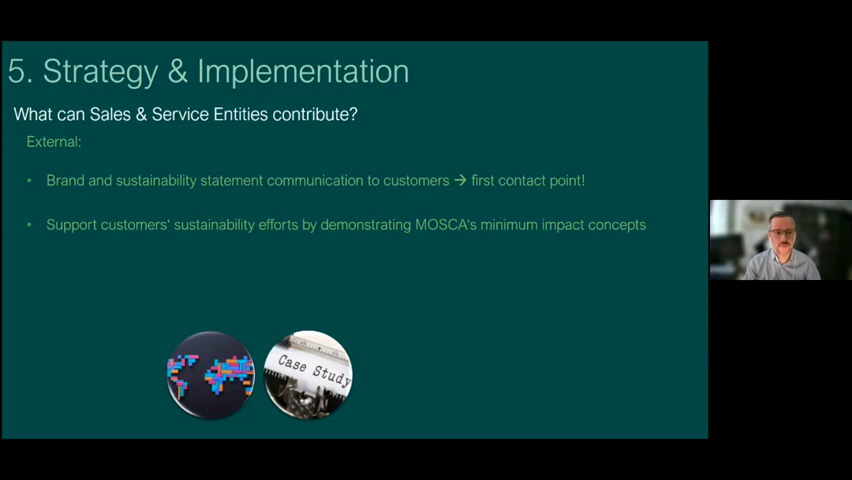 5. Strategy & Implementation
What can Sales & Service Entities contribute?
External:
• Brand and sustainability statement communication to customers → first contact point!
• Support customers' sustainability efforts by demonstrating MOSCA's minimum impact concepts
Case Study